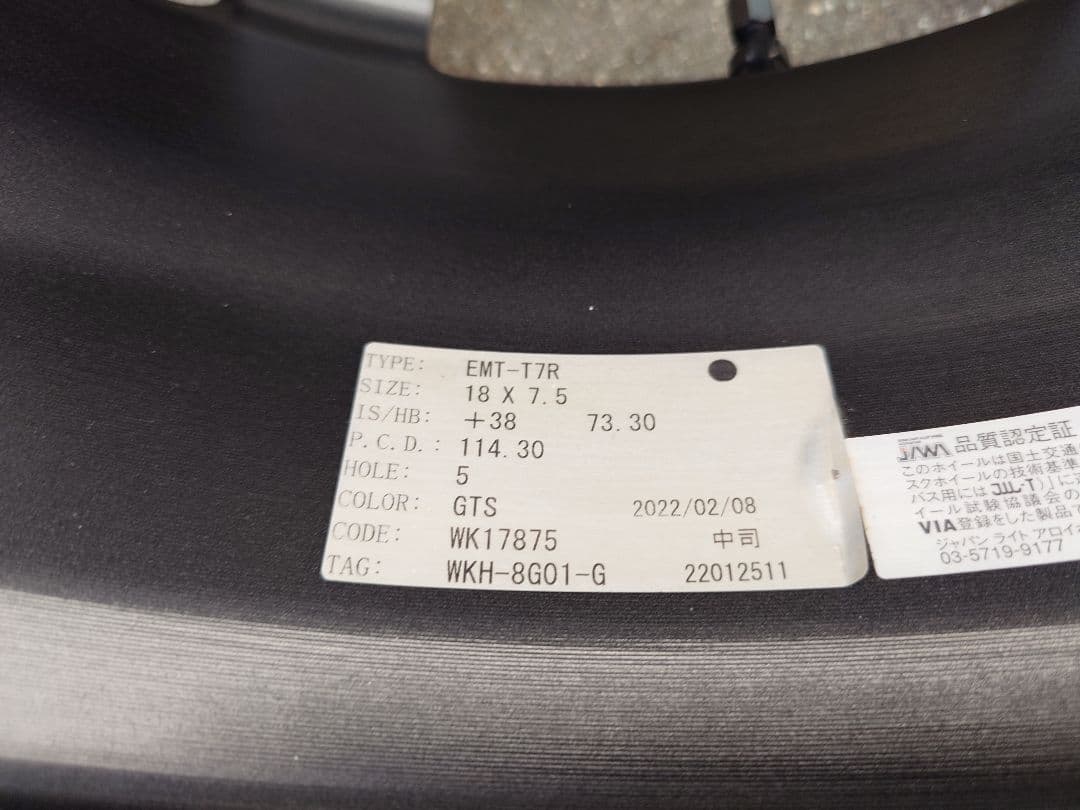 TYPE: EMT-T7R
SIZE: 18 X 7.5
IS/HB: +38 73.30
P.C.D.: 114.30
HOLE: 5
COLOR: GTS 2022/02/08
CODE: WK17875 中司
TAG: WKH-8G01-G 22012511
JAWA 品質認定証
このホイールは国土交通
スクホイールの技術基準
バス用には JWL-T)」に
イール試験協議会の
VIA登録をした製品で
ジャパン ライト アロイ
03-5719-9177